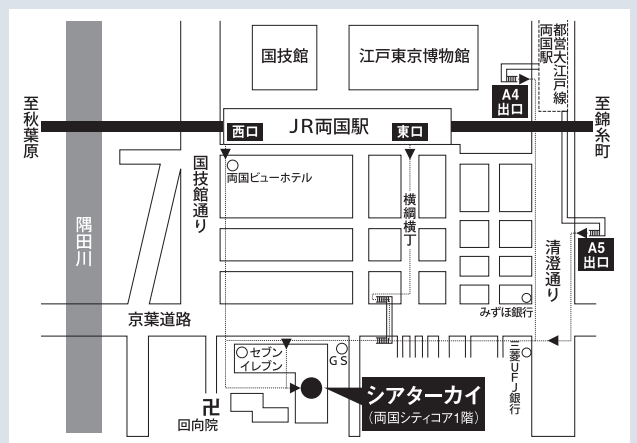 国技館
江戸東京博物館
都営大江戸線
両国駅
A4
出口
至秋葉原
西口
JR両国駅
東口
至錦糸町
国技館通り
両国ビューホテル
横綱横丁
隅田川
清澄通り
A5
出口
みずほ銀行
京葉道路
セブン
イレブン
GS
三菱UFJ銀行
シアターカイ
(両国シティコア1階)
卍
回向院